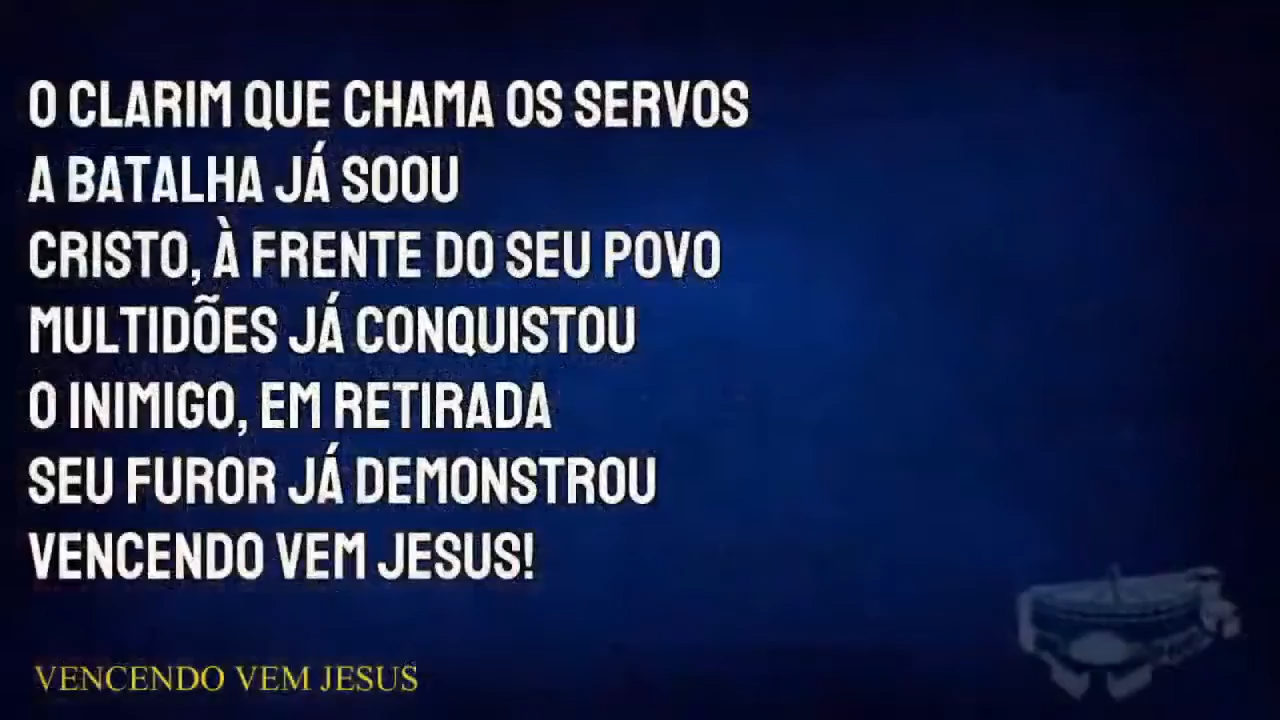 O CLARIM QUE CHAMA OS SERVOS
A BATALHA JÁ SOOU
CRISTO, À FRENTE DO SEU POVO
MULTIDÕES JÁ CONQUISTOU
O INIMIGO, EM RETIRADA
SEU FUROR JÁ DEMONSTROU
VENCENDO VEM JESUS!
VENCENDO VEM JESUS